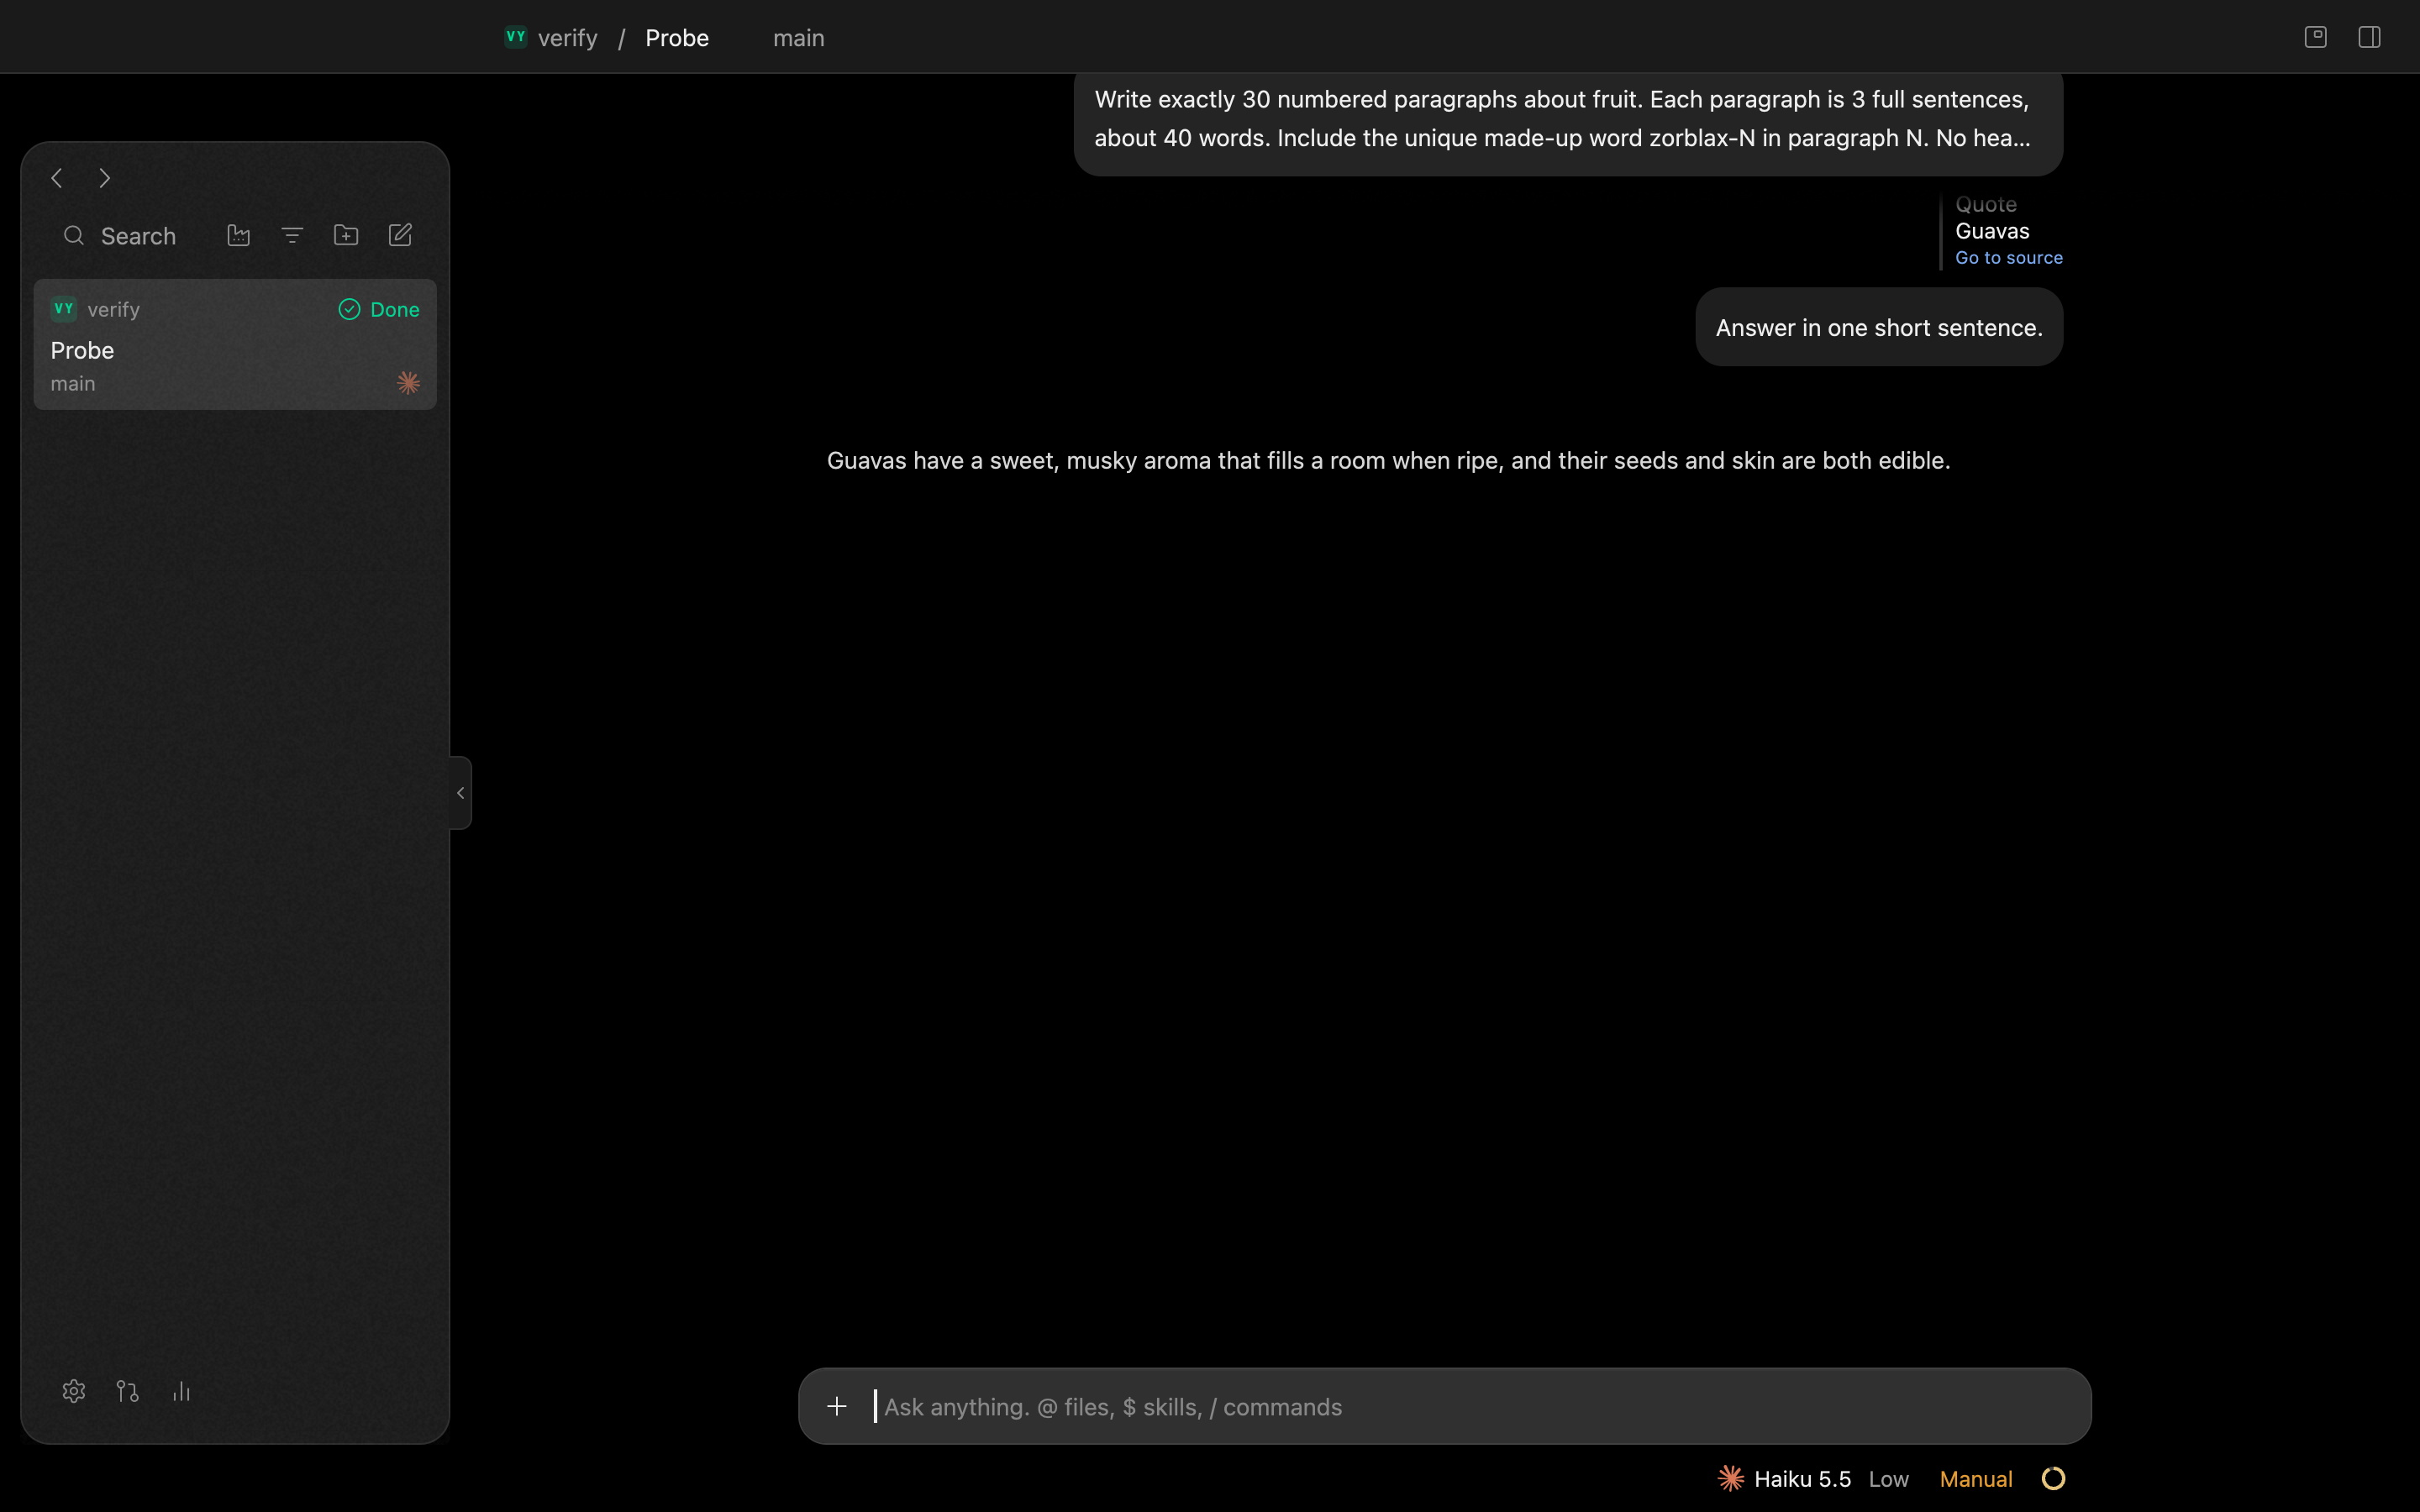 VY verify / Probe main
Write exactly 30 numbered paragraphs about fruit. Each paragraph is 3 full sentences,
about 40 words. Include the unique made-up word zorblax-N in paragraph N. No hea...
Quote
Guavas
Go to source
Answer in one short sentence.
Guavas have a sweet, musky aroma that fills a room when ripe, and their seeds and skin are both edible.
Search
VY verify Done
Probe
main
Ask anything. @ files, $ skills, / commands
Haiku 5.5 Low Manual